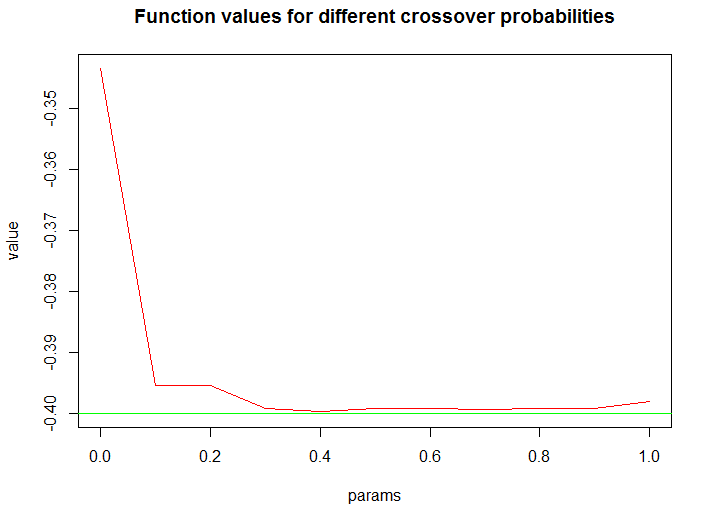 Function values for different crossover probabilities
value
-0.35
-0.36
-0.37
-0.38
-0.39
-0.40
0.0 0.2 0.4 0.6 0.8 1.0
params